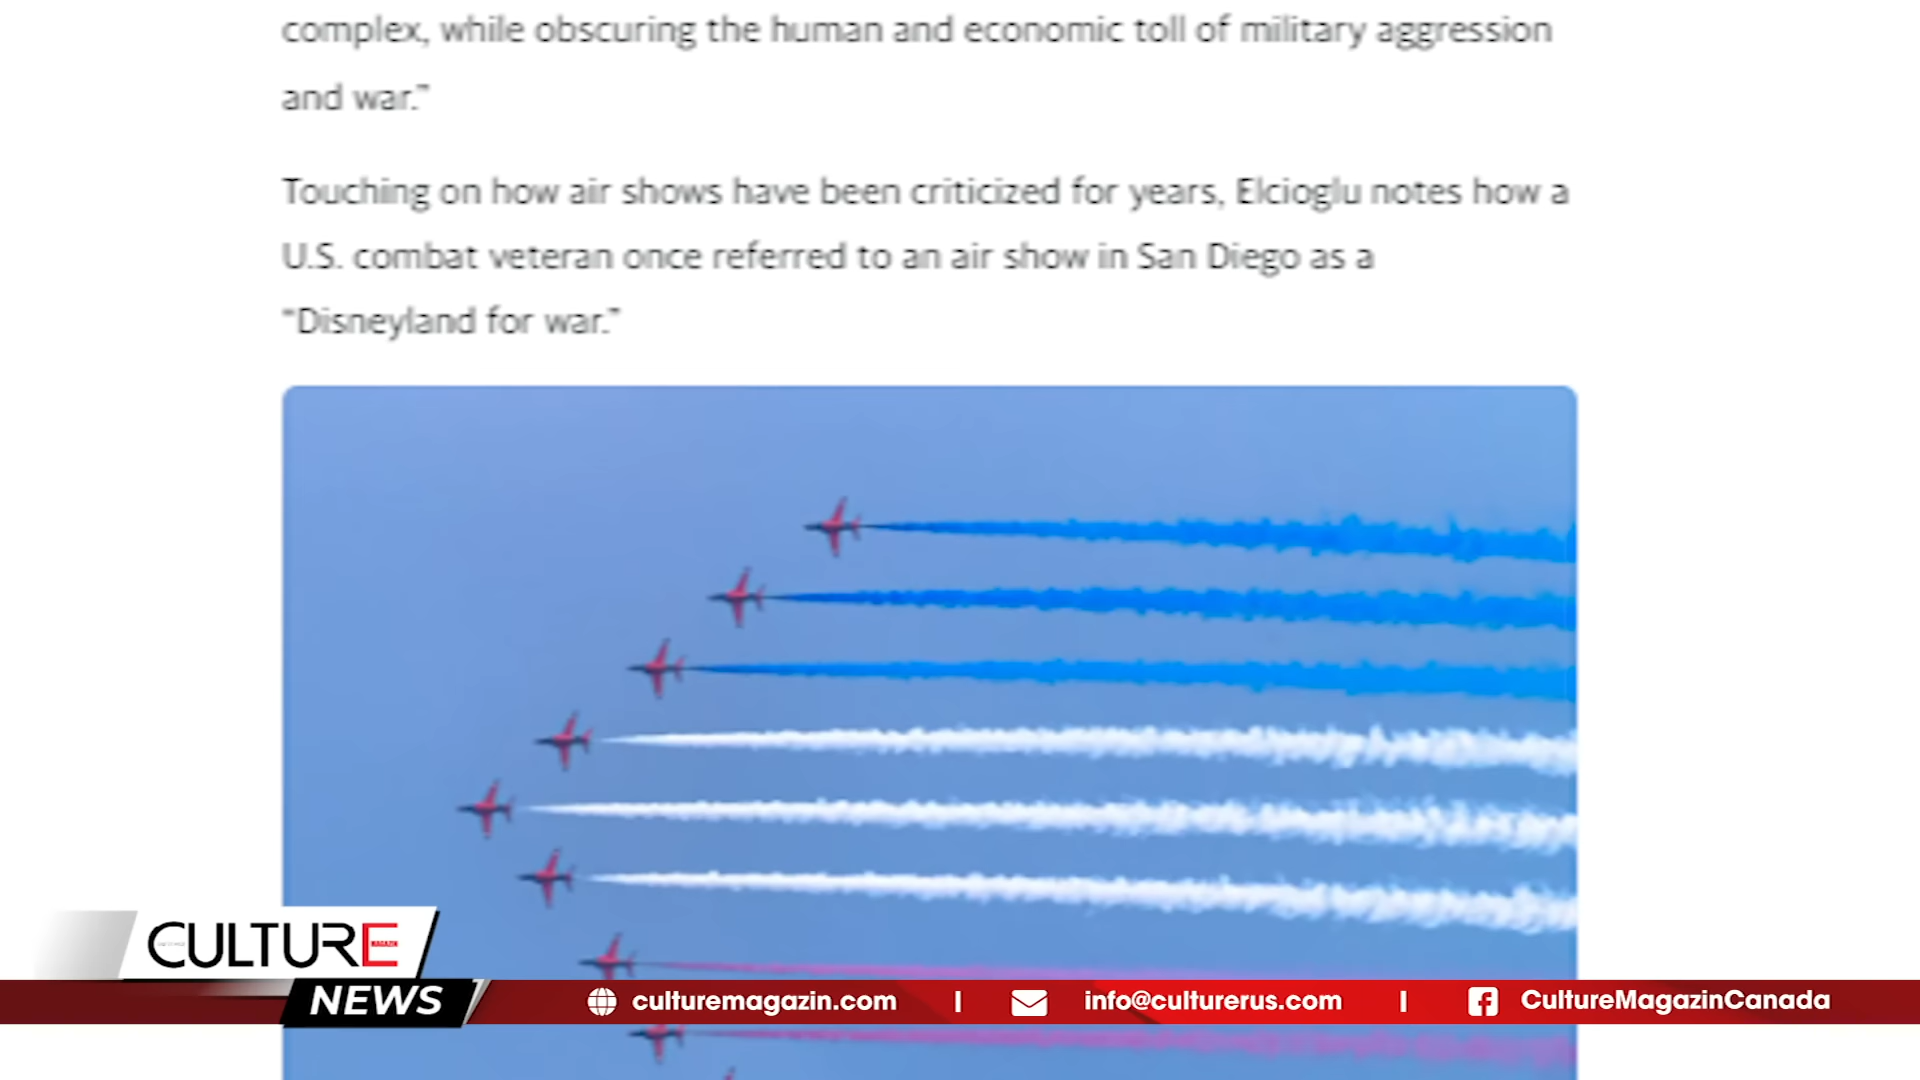 complex, while obscuring the human and economic toll of military aggression
and war.”
Touching on how air shows have been criticized for years, Elcioglu notes how a
U.S. combat veteran once referred to an air show in San Diego as a
“Disneyland for war.”
CULTURE
MAGAZIN
NEWS
culturemagazin.com | info@culturerus.com | CultureMagazinCanada